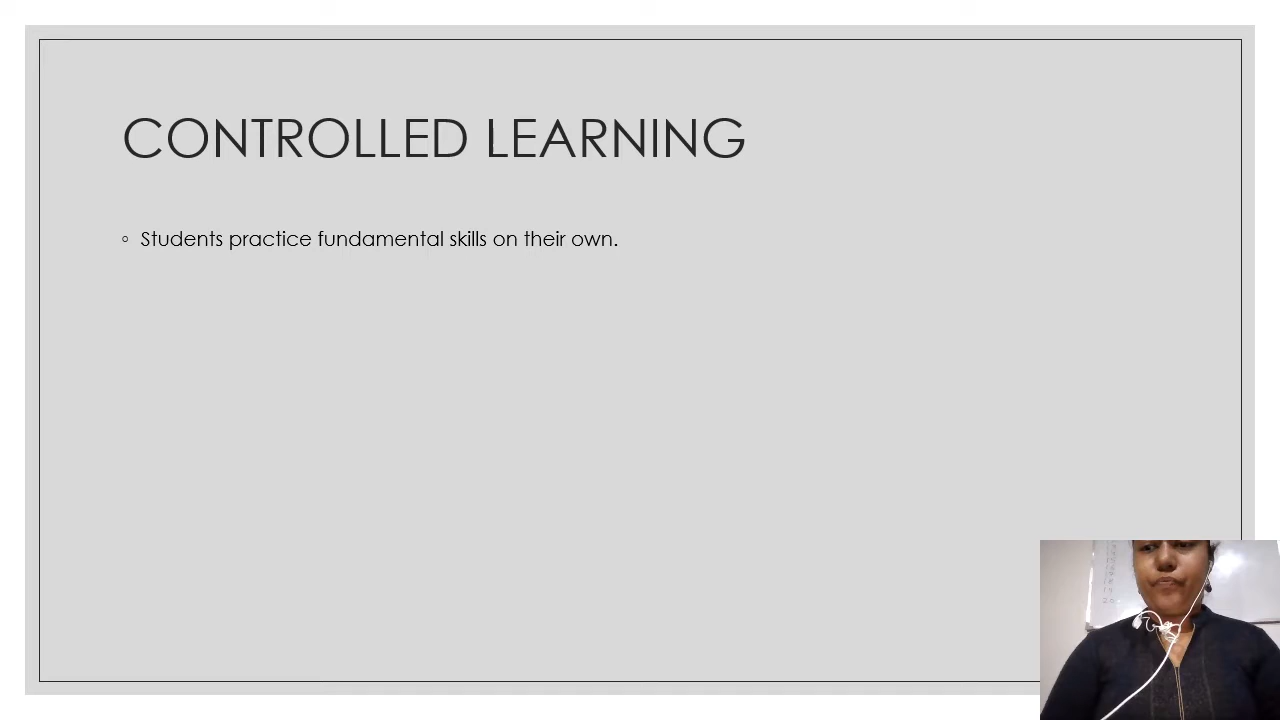 CONTROLLED LEARNING
Students practice fundamental skills on their own.